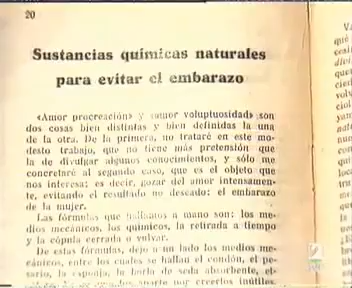 20
Sustancias químicas naturales
para evitar el embarazo
«Amor procreación» y «amor voluptuosidad» son
dos cosas bien distintas y bien definidas la una
de la otra. De la primera, no trataré en este mo-
desto trabajo, que no tiene más pretensión que
la de divulgar algunos conocimientos, y sólo me
concretaré al segundo caso, que es el objeto que
nos interesa; es decir, gozar del amor intensamen-
te, evitando el resultado no deseado: el embarazo
de la mujer.
Las fórmulas que hallamos a mano son: los me-
dios mecánicos, los químicos, la retirada a tiempo
y la cópula cerrada o vulvar.
De estas fórmulas, dejo a un lado los medios me-
cánicos, entre los cuales se hallan el condón, el pe-
sario, la esponja, la borla de seda absorbente, el-
creerlos inútiles.